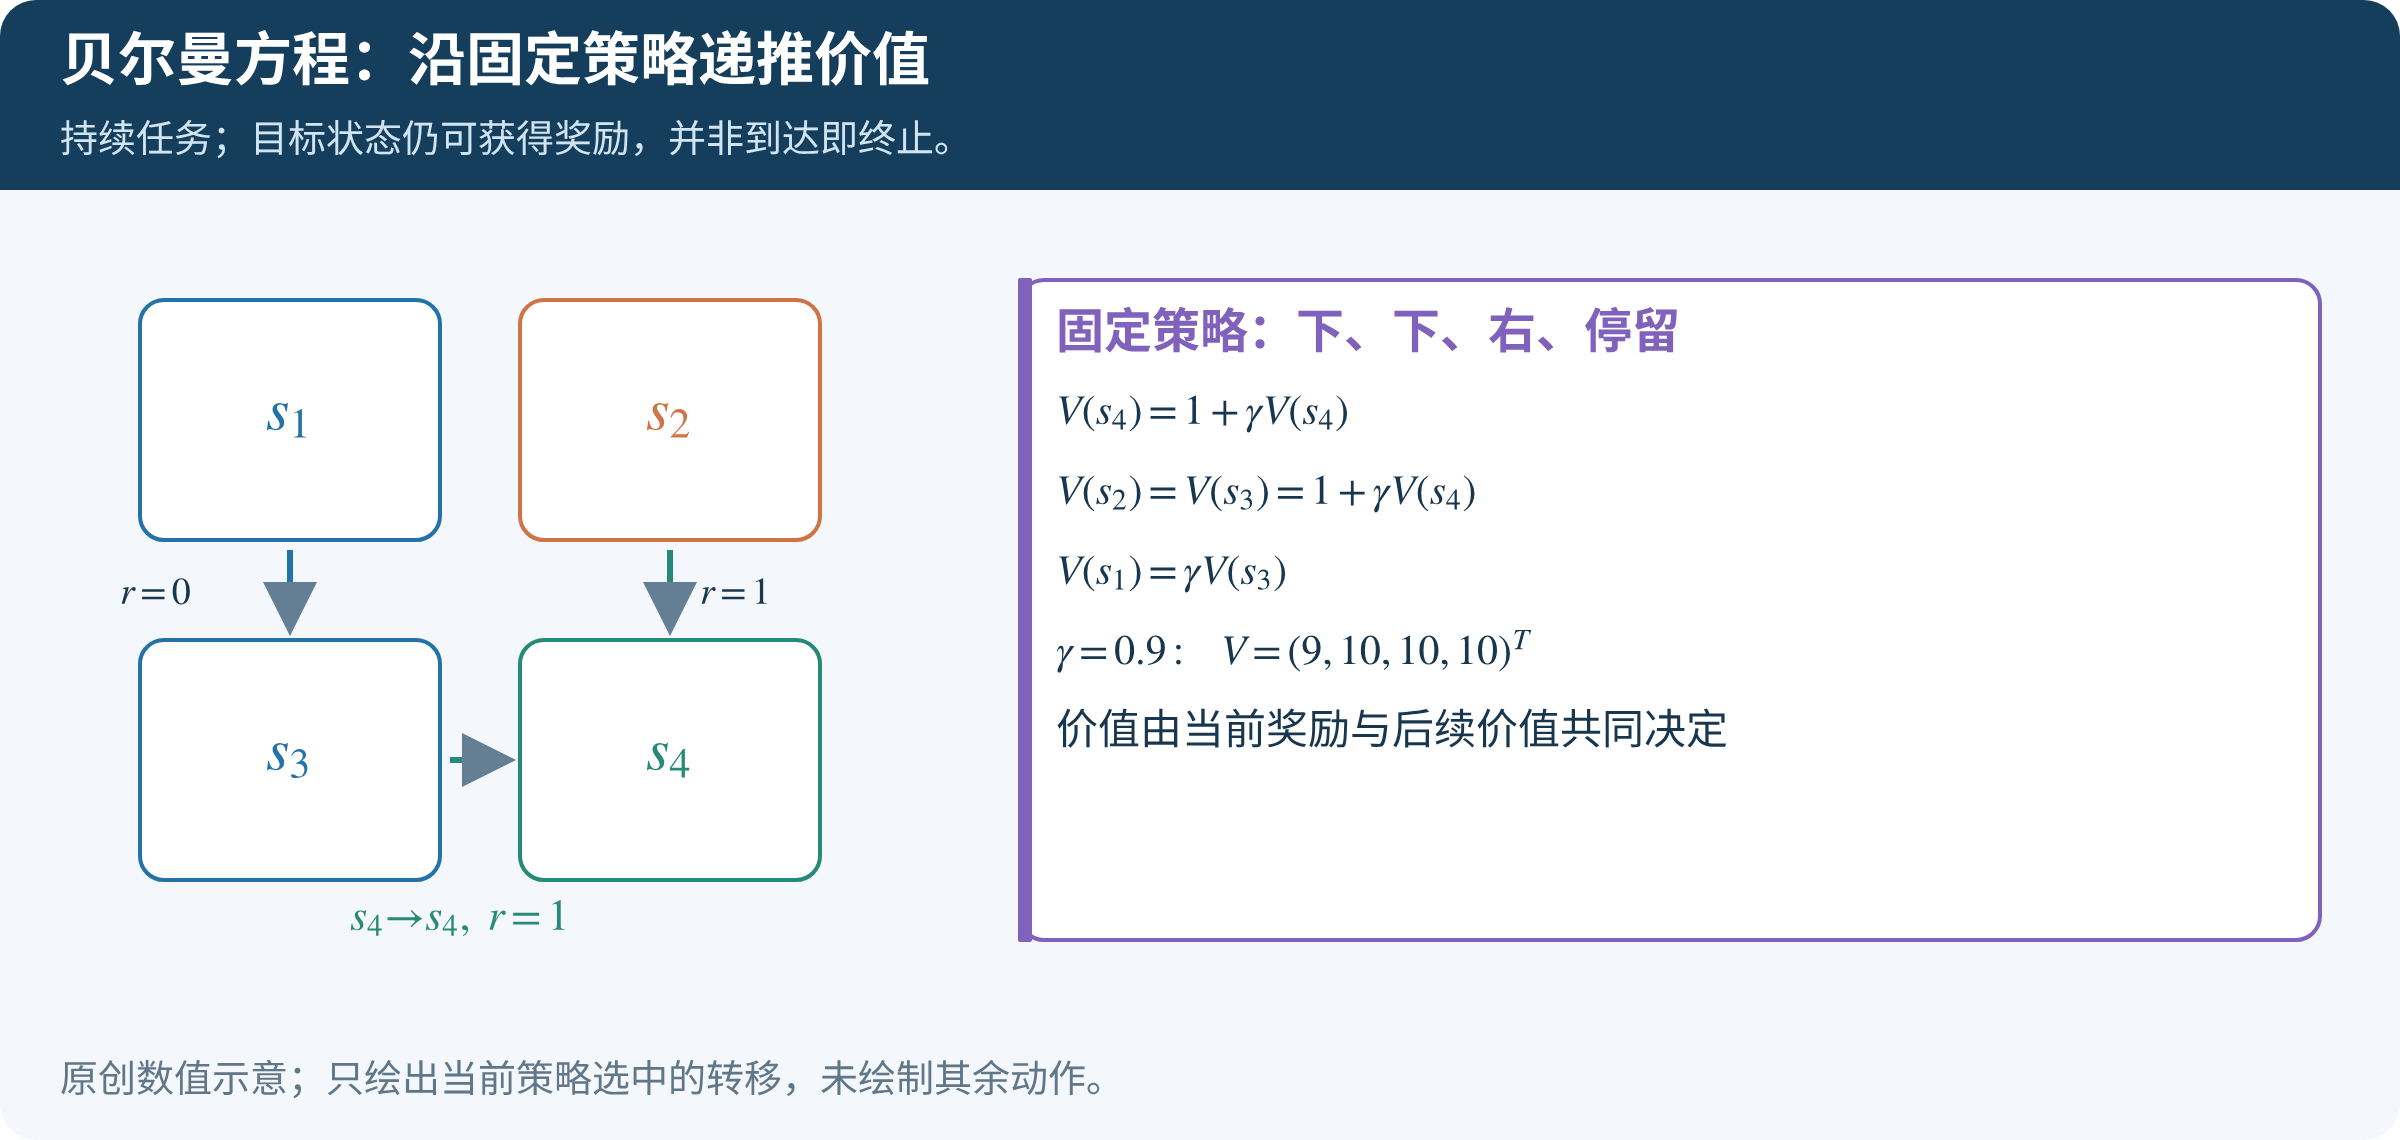 贝尔曼方程：沿固定策略递推价值
持续任务；目标状态仍可获得奖励，并非到达即终止。
s₁
s₂
r=0
r=1
s₃
s₄
s₄→s₄, r=1
固定策略：下、下、右、停留
V(s₄)=1+γV(s₄)
V(s₂)=V(s₃)=1+γV(s₄)
V(s₁)=γV(s₃)
γ=0.9: V=(9,10,10,10)ᵀ
价值由当前奖励与后续价值共同决定
原创数值示意；只绘出当前策略选中的转移，未绘制其余动作。